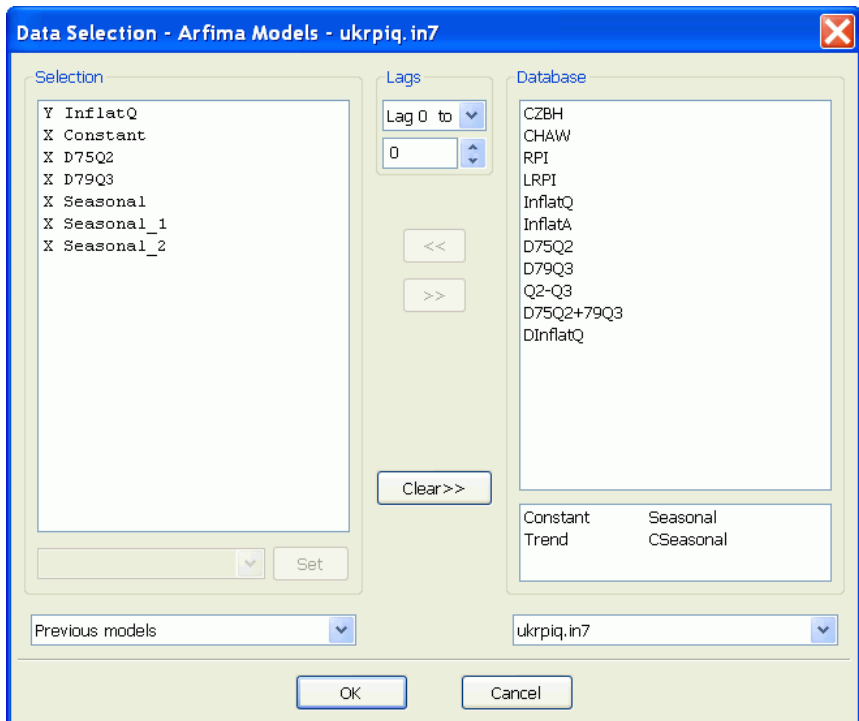 Data Selection - Arfima Models - ukrpiq.in7
Selection
Y InflatQ
X Constant
X D75Q2
X D79Q3
X Seasonal
X Seasonal_1
X Seasonal_2
Set
Previous models
Lags
Lag 0 to
0
<<
>>
Clear>>
Database
CZBH
CHAW
RPI
LRPI
InflatQ
InflatA
D75Q2
D79Q3
Q2-Q3
D75Q2+79Q3
DInflatQ
Constant Seasonal
Trend CSeasonal
ukrpiq.in7
OK
Cancel